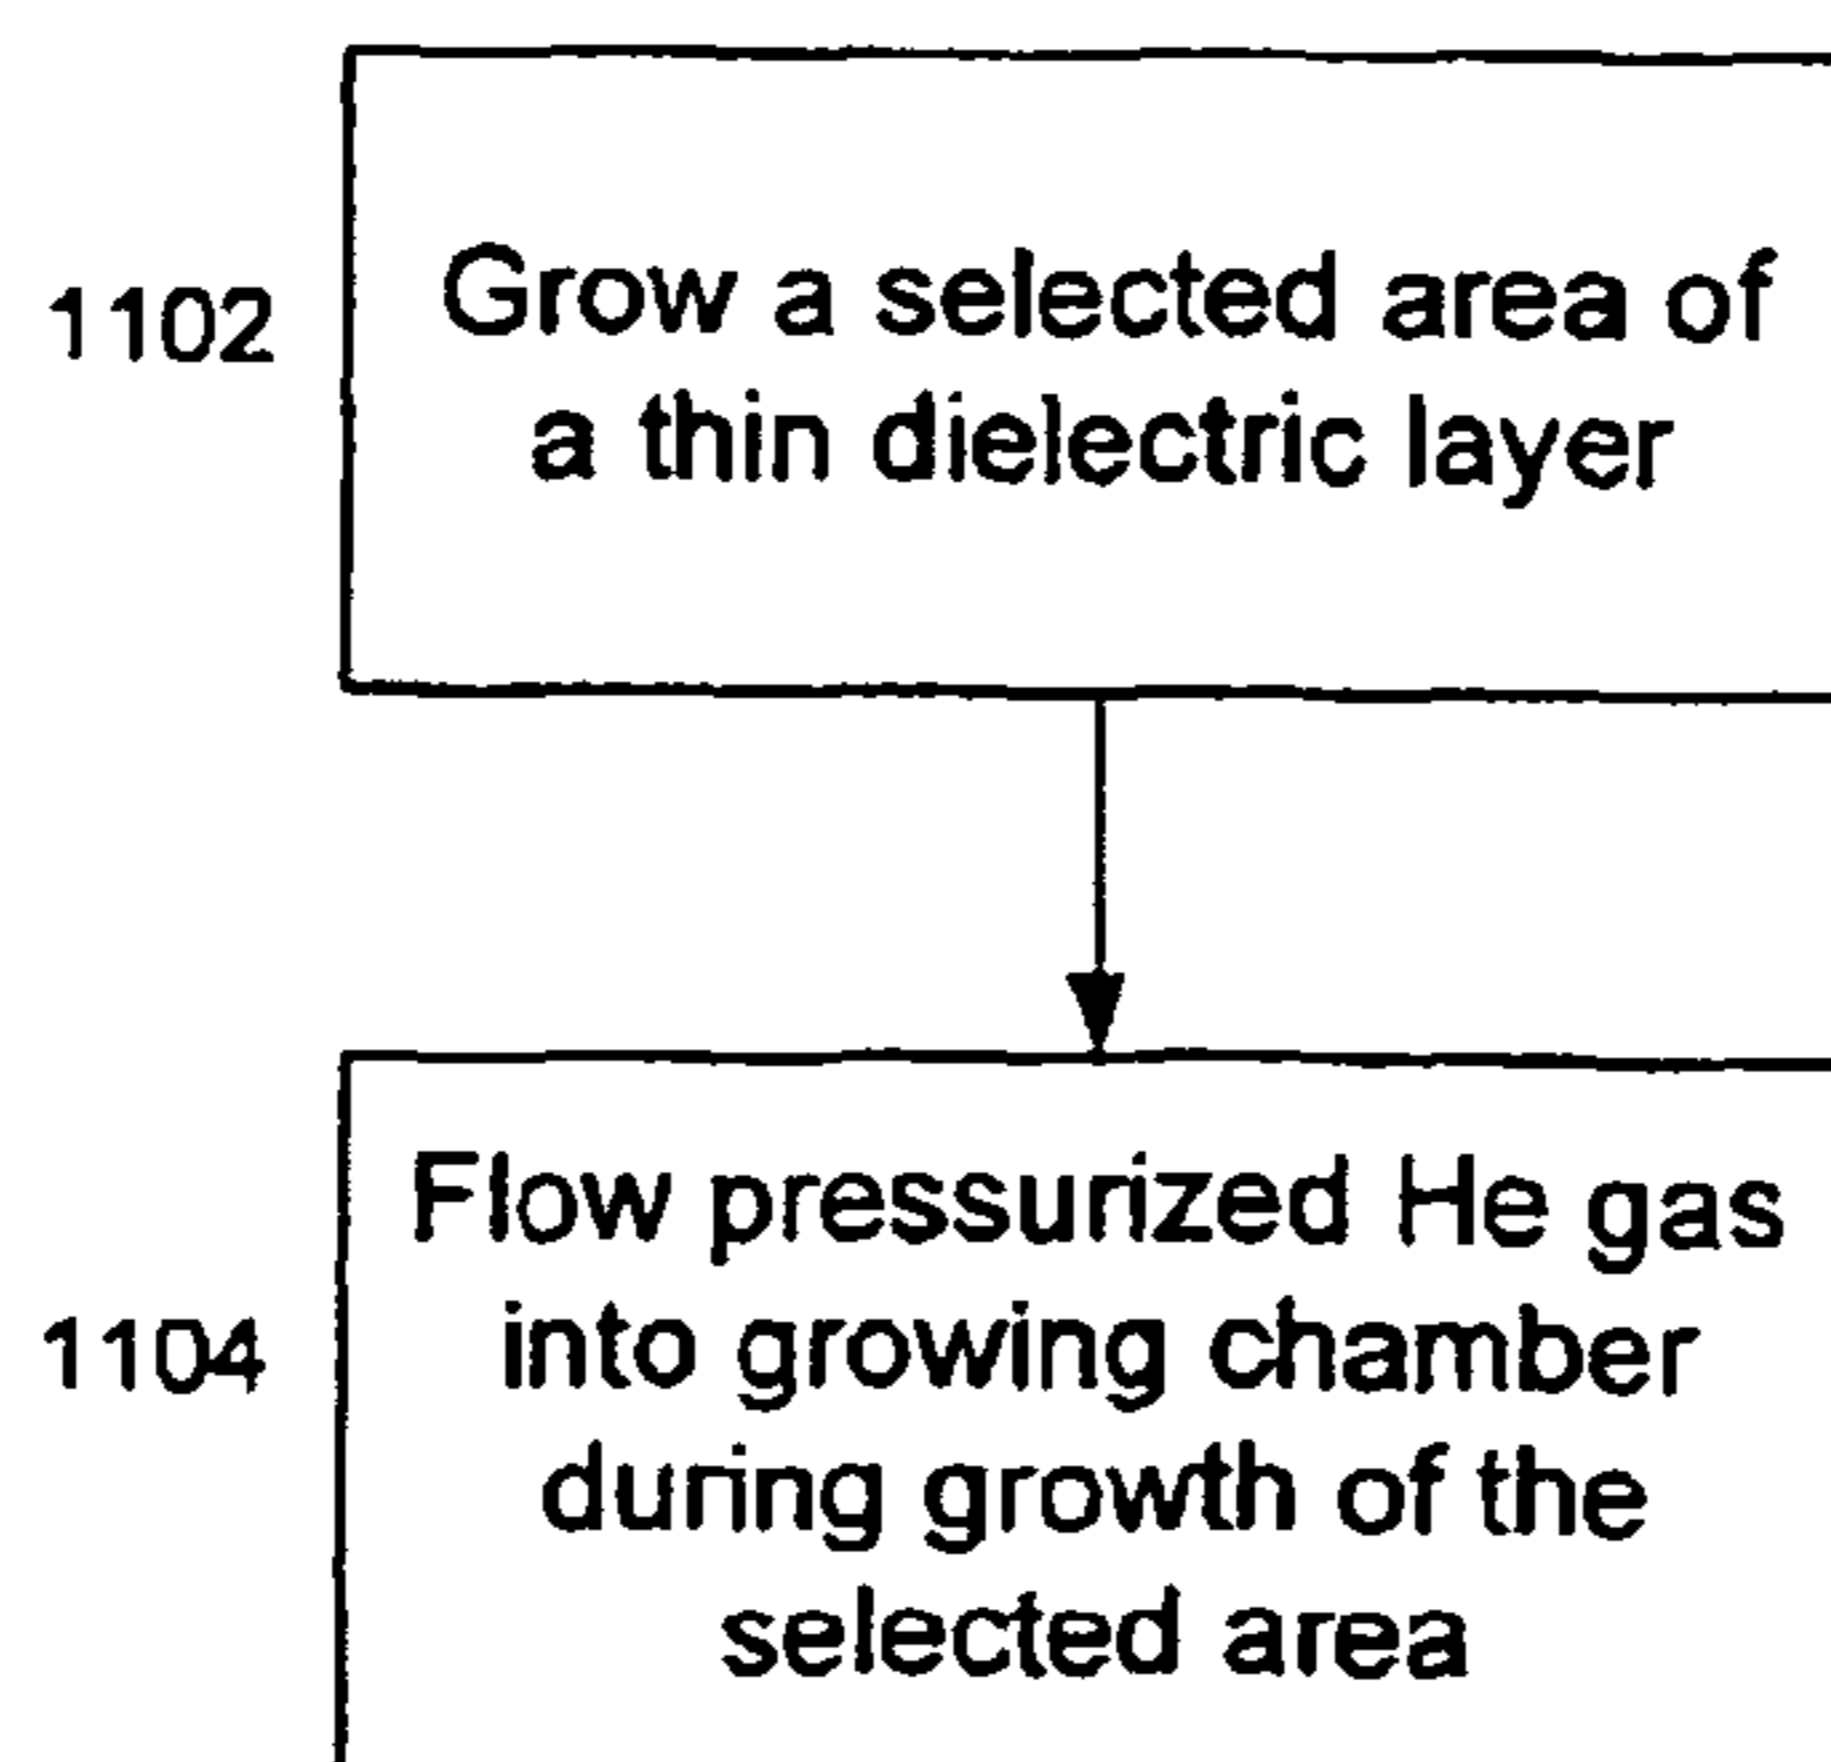 Grow a selected area of
1102
a thin dielectric layer
Flow pressurized He gas
into growing chamber
1104
during growth of the
selected area